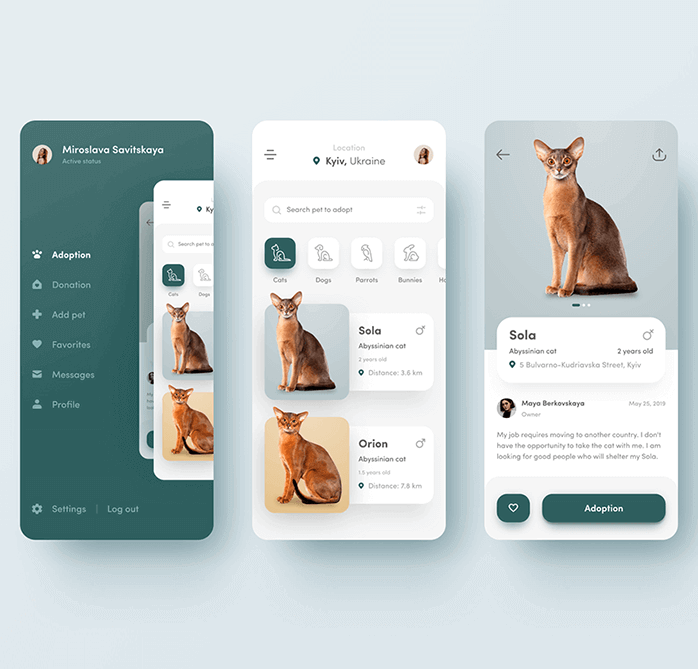 Miroslava Savitskaya
Active status
Adoption
Donation
Add pet
Favorites
Messages
Profile
Settings | Log out
Search pet to a
Cats
Dogs
Location
Kyiv, Ukraine
Search pet to adopt
Cats
Dogs
Parrots
Bunnies
Sola
Abyssinian cat
2 years old
Distance: 3.6 km
Orion
Abyssinian cat
1.5 years old
Distance: 7.8 km
Sola
Abyssinian cat 2 years old
5 Bulvarno-Kudriavska Street, Kyiv
Maya Berkovskaya May 25, 2019
Owner
My job requires moving to another country. I don't
have the opportunity to take the cat with me. I am
looking for good people who will shelter my Sola.
Adoption